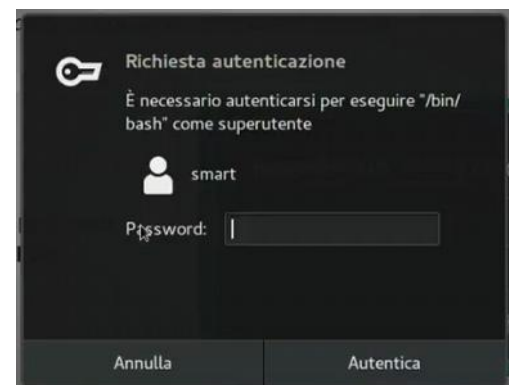 Richiesta autenticazione
È necessario autenticarsi per eseguire "/bin/
bash" come superutente
smart
Password:
Annulla
Autentica